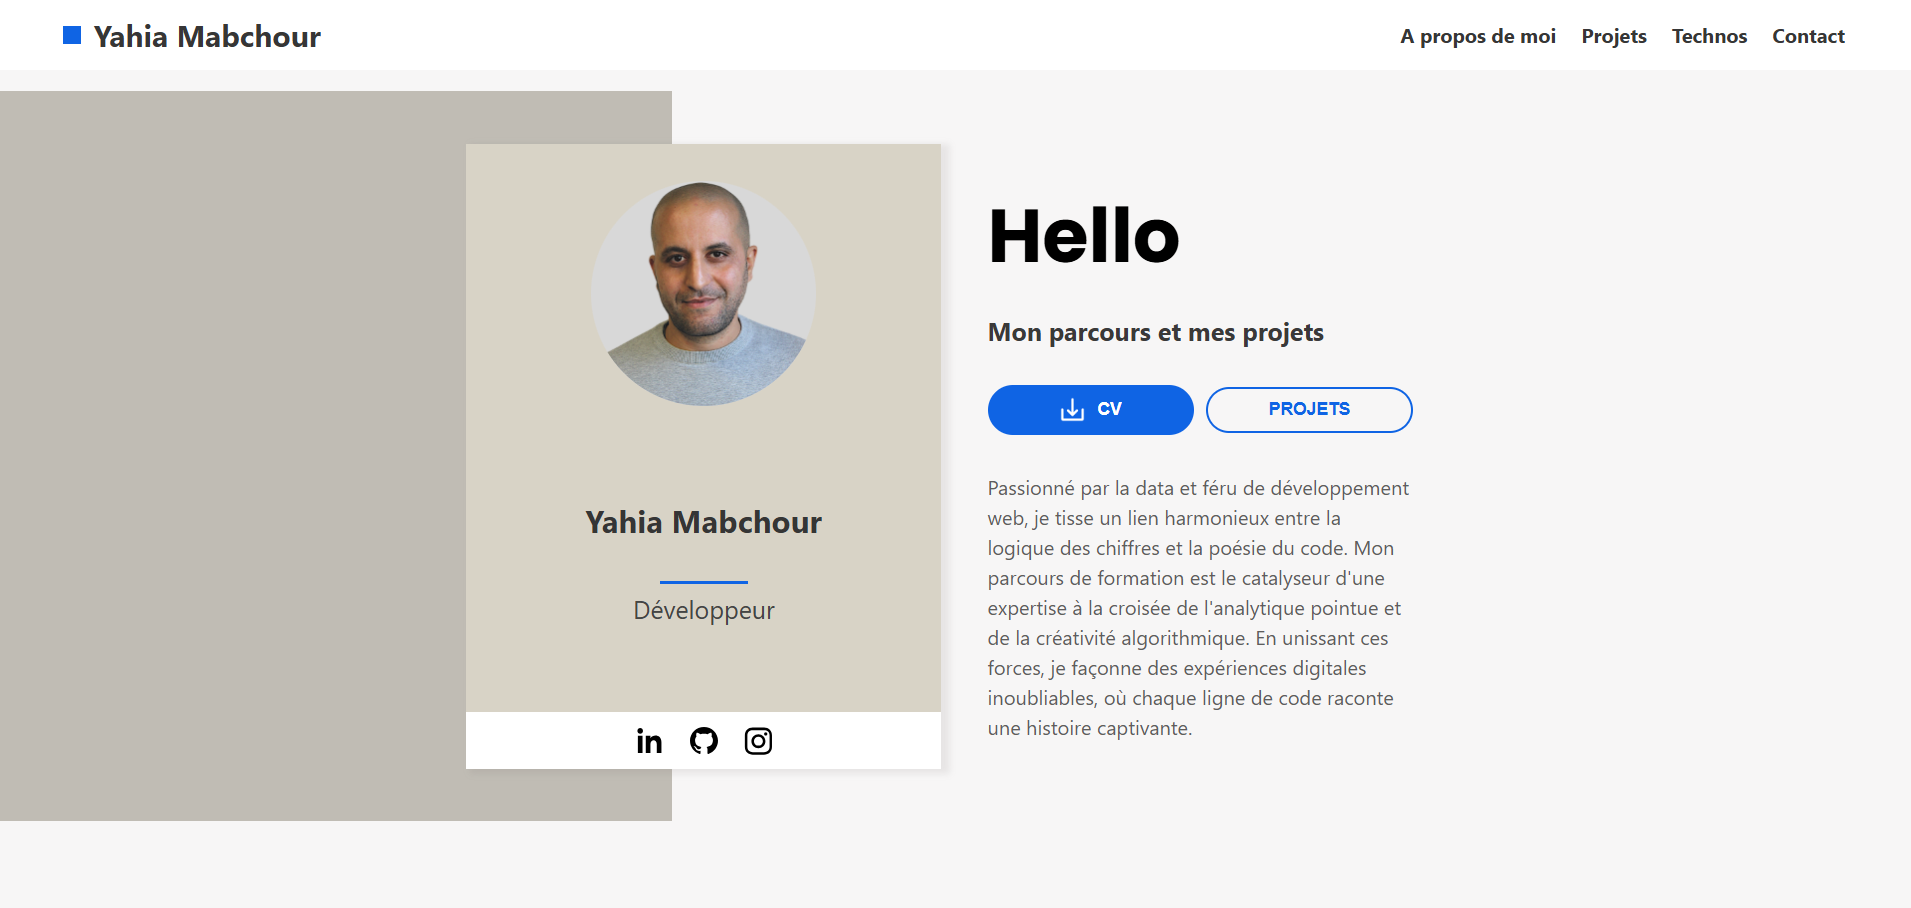 Yahia Mabchour
A propos de moi Projets Technos Contact
Yahia Mabchour
Développeur
Hello
Mon parcours et mes projets
CV PROJETS
Passionné par la data et féru de développement
web, je tisse un lien harmonieux entre la
logique des chiffres et la poésie du code. Mon
parcours de formation est le catalyseur d'une
expertise à la croisée de l'analytique pointue et
de la créativité algorithmique. En unissant ces
forces, je façonne des expériences digitales
inoubliables, où chaque ligne de code raconte
une histoire captivante.